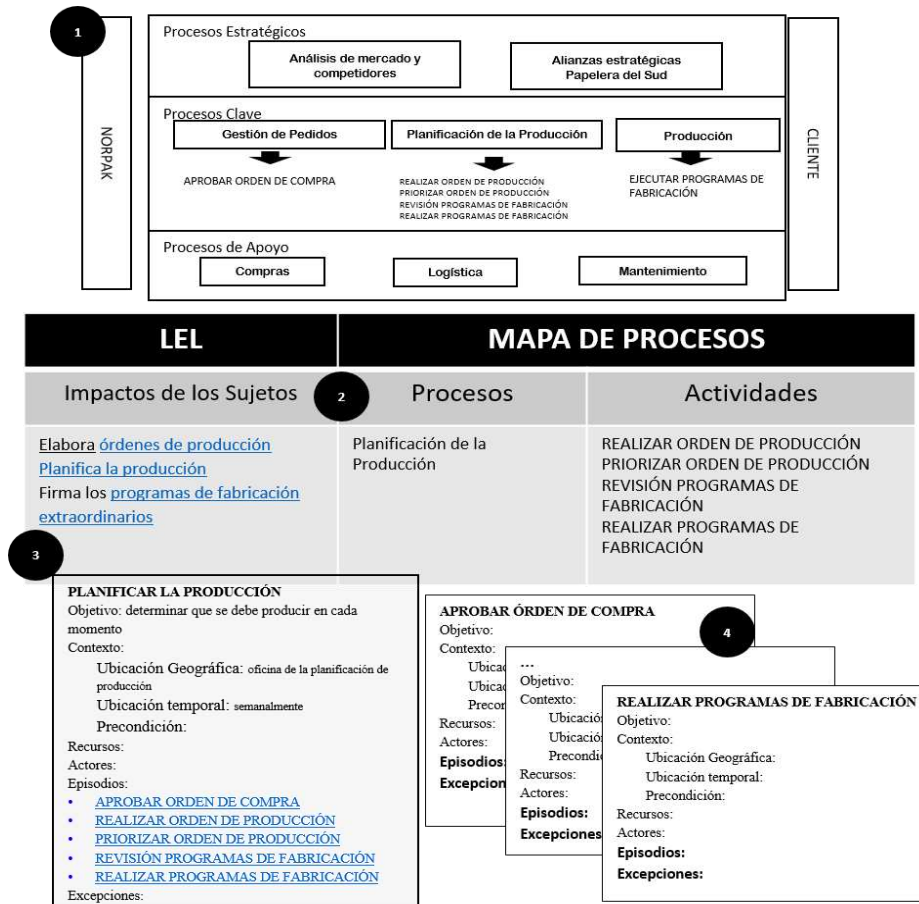 1
Procesos Estratégicos
Análisis de mercado y
competidores
Alianzas estratégicas
Papelera del Sud
NORPAK
Procesos Clave
Gestión de Pedidos
Planificación de la Producción
Producción
APROBAR ORDEN DE COMPRA
REALIZAR ORDEN DE PRODUCCIÓN
PRIORIZAR ORDEN DE PRODUCCIÓN
REVISIÓN PROGRAMAS DE FABRICACIÓN
REALIZAR PROGRAMAS DE FABRICACIÓN
EJECUTAR PROGRAMAS DE
FABRICACIÓN
CLIENTE
Procesos de Apoyo
Compras
Logística
Mantenimiento
LEL
MAPA DE PROCESOS
Impactos de los Sujetos
2
Procesos
Actividades
Elabora órdenes de producción
Planifica la producción
Firma los programas de fabricación
extraordinarios
Planificación de la
Producción
REALIZAR ORDEN DE PRODUCCIÓN
PRIORIZAR ORDEN DE PRODUCCIÓN
REVISIÓN PROGRAMAS DE
FABRICACIÓN
REALIZAR PROGRAMAS DE
FABRICACIÓN
3
PLANIFICAR LA PRODUCCIÓN
Objetivo: determinar que se debe producir en cada
momento
Contexto:
Ubicación Geográfica: oficina de la planificación de
producción
Ubicación temporal: semanalmente
Precondición:
Recursos:
Actores:
Episodios:
• APROBAR ORDEN DE COMPRA
• REALIZAR ORDEN DE PRODUCCIÓN
• PRIORIZAR ORDEN DE PRODUCCIÓN
• REVISIÓN PROGRAMAS DE FABRICACIÓN
• REALIZAR PROGRAMAS DE FABRICACIÓN
Excepciones:
APROBAR ÓRDEN DE COMPRA
Objetivo:
Contexto:
Ubicac
Ubicac
Precon
Recursos:
Actores:
Episodios:
Excepcion
4
...
Objetivo:
Contexto:
Ubicació
Ubicació
Precondi
Recursos:
Actores:
Episodios:
Excepciones
REALIZAR PROGRAMAS DE FABRICACIÓN
Objetivo:
Contexto:
Ubicación Geográfica:
Ubicación temporal:
Precondición:
Recursos:
Actores:
Episodios:
Excepciones: